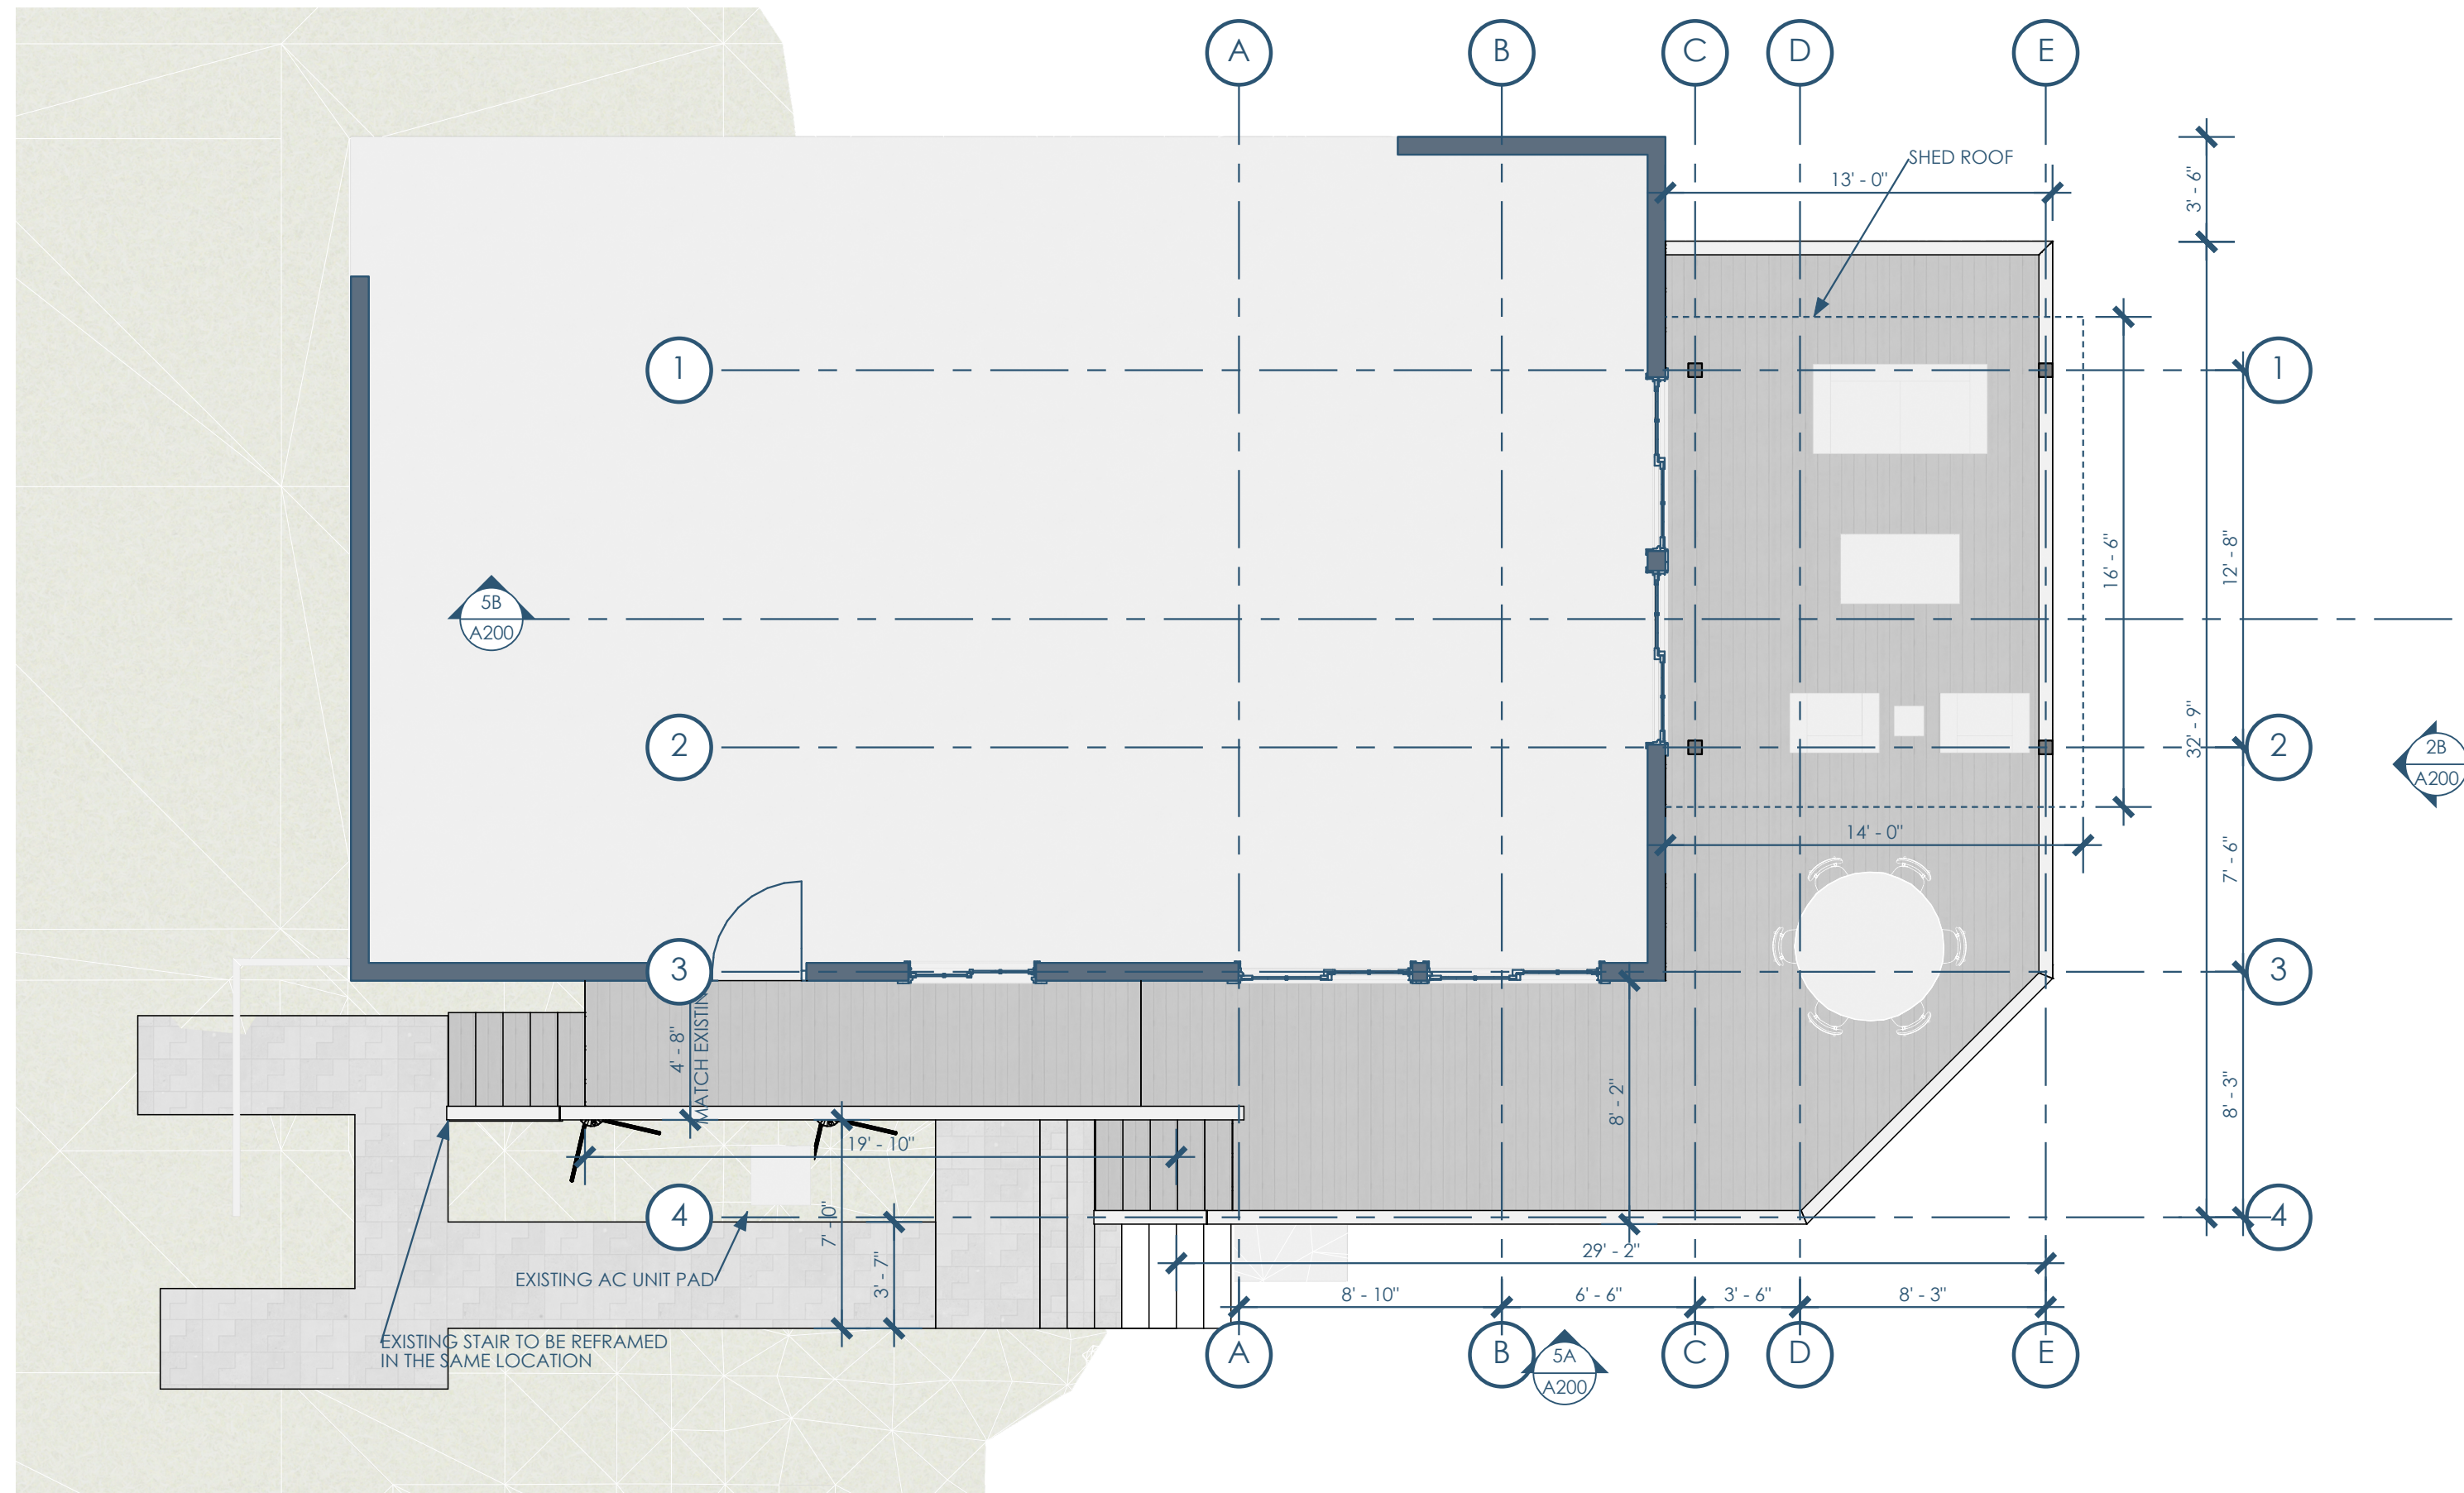 A B C D E
SHED ROOF
13' - 0"
3' - 6"
1 1
5B
A200
16' - 6"
12' - 8"
32' - 9"
2 2
2B
A200
14' - 0"
7' - 6"
3 3
4' - 8"
MATCH EXISTIN
8' - 2"
8' - 3"
19' - 10"
4 4
7' - 10"
3' - 7"
EXISTING AC UNIT PAD
29' - 2"
8' - 10" 6' - 6" 3' - 6" 8' - 3"
EXISTING STAIR TO BE REFRAMED
IN THE SAME LOCATION
A B C D E
5A
A200